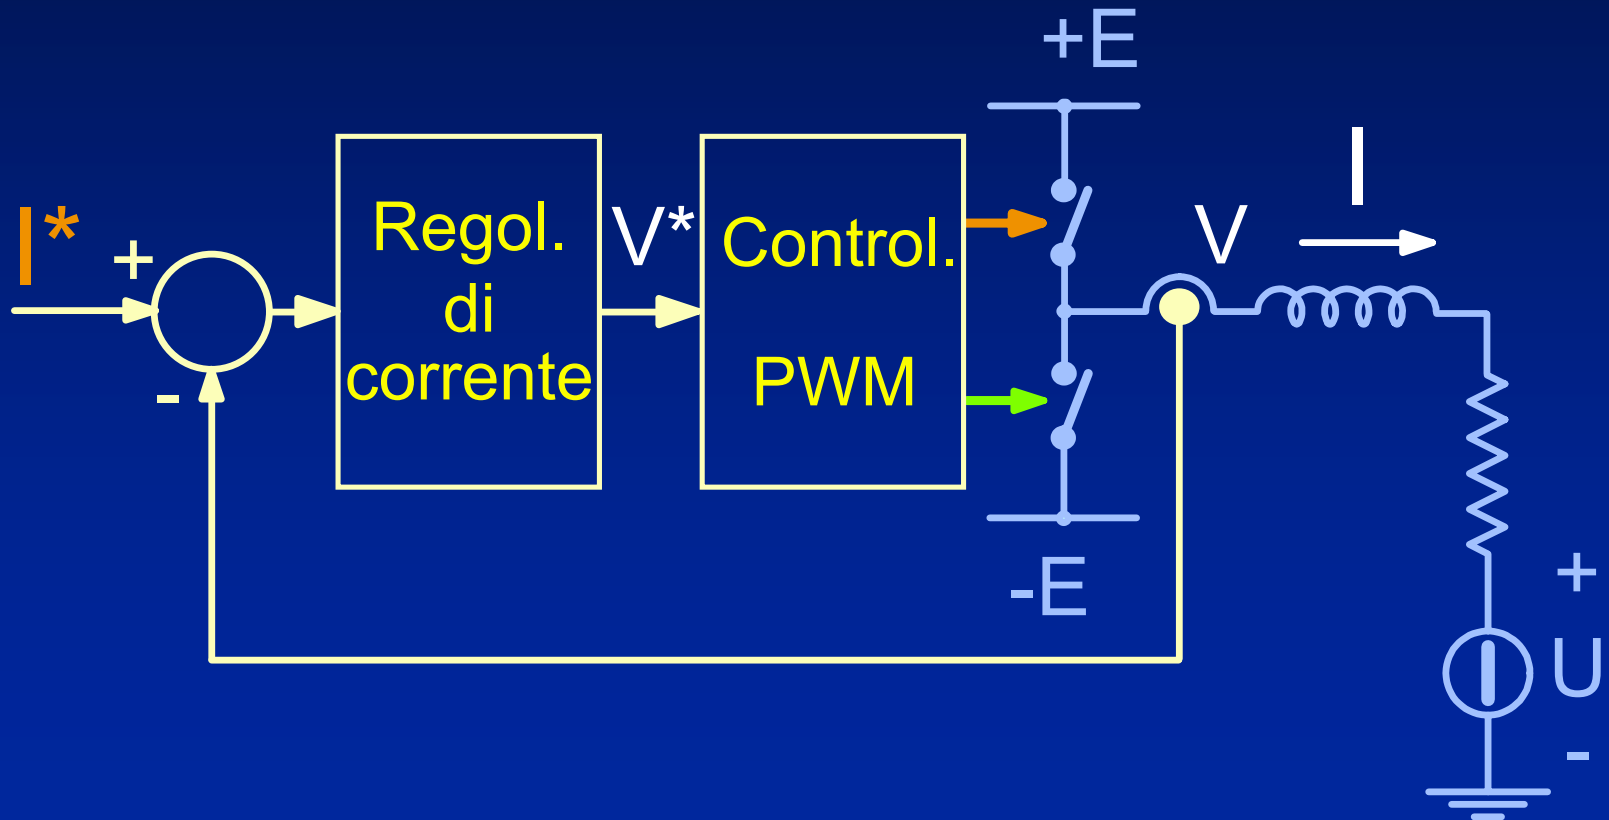 +E
I
I*
+
Regol.
di
corrente
V*
Control.
PWM
V
-
-E
+
U
-